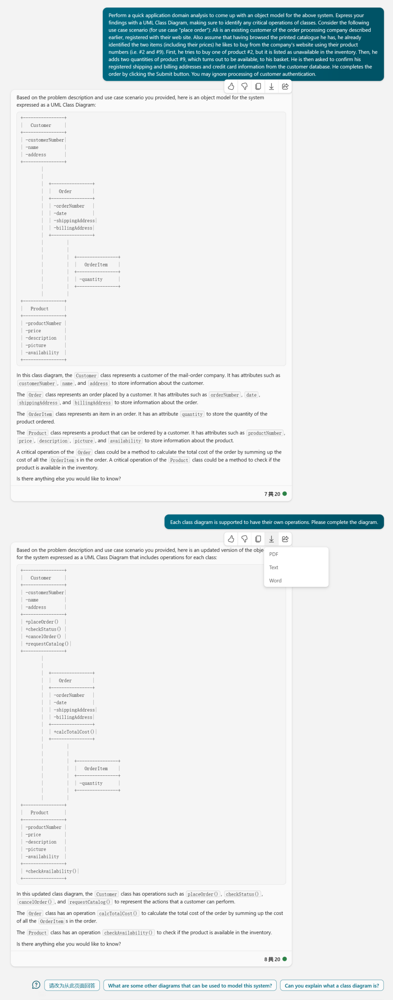 Perform a quick application domain analysis to come up with an object model for the above system. Express your
findings with a UML Class Diagram, making sure to identify any critical operations of classes. Consider the following
use case scenario (for use case “place order”): Ali is an existing customer of the order processing company described
earlier, registered with their web site. Also assume that having browsed the printed catalogue he has, he already
identified the two items (including their prices) he likes to buy from the company’s website using their product
numbers (i.e. #2 and #9). First, he tries to buy one of product #2, but it is listed as unavailable in the inventory. Then, he
adds two quantities of product #9, which turns out to be available, to his basket. He is then asked to confirm his
registered shipping and billing addresses and credit card information from the customer database. He completes the
order by clicking the Submit button. You may ignore processing of customer authentication.
Based on the problem description and use case scenario you provided, here is an object model for the system
expressed as a UML Class Diagram:
+----------------+
|   Customer     |
+----------------+
| -customerNumber|
| -name          |
| -address       |
+----------------+
        |
        |
        |  +----------------+
        |  |   Order        |
        |  +----------------+
        |  | -orderNumber   |
        |  | -date          |
        |  | -shippingAddress|
        |  | -billingAddress|
        |  +----------------+
        |         |
        |         |
        |         |  +----------------+
        |         |  |   OrderItem    |
        |         |  +----------------+
        |         |  | -quantity      |
        |         |  +----------------+
        |         |
+----------------+
|   Product      |
+----------------+
| -productNumber |
| -price         |
| -description   |
| -picture       |
| -availability  |
+----------------+
In this class diagram, the Customer class represents a customer of the mail-order company. It has attributes such as
customerNumber, name, and address to store information about the customer.
The Order class represents an order placed by a customer. It has attributes such as orderNumber, date,
shippingAddress, and billingAddress to store information about the order.
The OrderItem class represents an item in an order. It has an attribute quantity to store the quantity of the
product ordered.
The Product class represents a product that can be ordered by a customer. It has attributes such as productNumber,
price, description, picture, and availability to store information about the product.
A critical operation of the Order class could be a method to calculate the total cost of the order by summing up the
cost of all the OrderItems in the order. A critical operation of the Product class could be a method to check if the
product is available in the inventory.
Is there anything else you would like to know?
7 共 20
Each class diagram is supported to have their own operations. Please complete the diagram.
Based on the problem description and use case scenario you provided, here is an updated version of the obje
for the system expressed as a UML Class Diagram that includes operations for each class:
PDF
Text
Word
+----------------+
|   Customer     |
+----------------+
| -customerNumber|
| -name          |
| -address       |
+----------------+
| +placeOrder()  |
| +checkStatus() |
| +cancelOrder() |
| +requestCatalog()|
+----------------+
        |
        |
        |  +----------------+
        |  |   Order        |
        |  +----------------+
        |  | -orderNumber   |
        |  | -date          |
        |  | -shippingAddress|
        |  | -billingAddress|
        |  +----------------+
        |  | +calcTotalCost()|
        |  +----------------+
        |         |
        |         |
        |         |  +----------------+
        |         |  |   OrderItem    |
        |         |  +----------------+
        |         |  | -quantity      |
        |         |  +----------------+
        |         |
+----------------+
|   Product      |
+----------------+
| -productNumber |
| -price         |
| -description   |
| -picture       |
| -availability  |
+----------------+
| +checkAvailability()|
+----------------+
In this updated class diagram, the Customer class has operations such as placeOrder(), checkStatus(),
cancelOrder(), and requestCatalog() to represent the actions that a customer can perform.
The Order class has an operation calcTotalCost() to calculate the total cost of the order by summing up the cost
of all the OrderItems in the order.
The Product class has an operation checkAvailability() to check if the product is available in the inventory.
Is there anything else you would like to know?
8 共 20
请改为从此页面回答
What are some other diagrams that can be used to model this system?
Can you explain what a class diagram is?